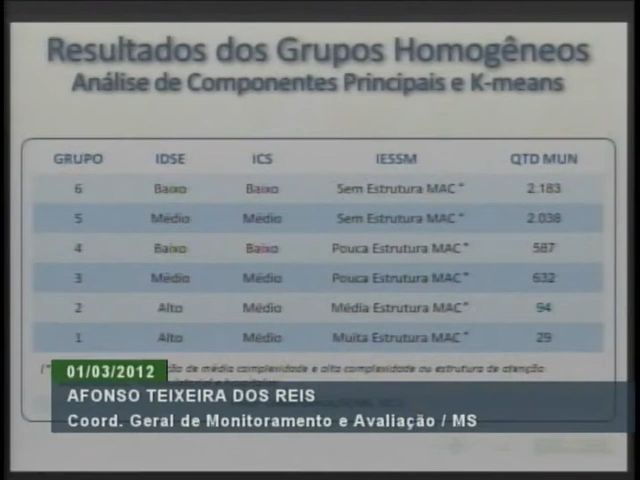 Resultados dos Grupos Homogêneos
Análise de Componentes Principais e K-means
GRUPO IDSE ICS IESSM QTD MUN
6 Baixo Baixo Sem Estrutura MAC* 2.183
5 Médio Médio Sem Estrutura MAC* 2.038
4 Baixo Baixo Pouca Estrutura MAC* 587
3 Médio Médio Pouca Estrutura MAC* 632
2 Alto Médio Média Estrutura MAC* 94
1 Alto Médio Muita Estrutura MAC* 29
(* de média complexidade e alta complexidade ou estrutura de atenção
01/03/2012
AFONSO TEIXEIRA DOS REIS
Coord. Geral de Monitoramento e Avaliação / MS